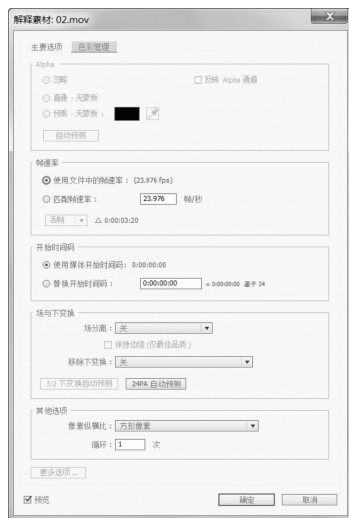 解释素材: 02.mov
主要选项 色彩管理
Alpha
忽略 反转 Alpha 通道
直通 - 无蒙板
预乘 - 无蒙板：
自动预测
帧速率
使用文件中的帧速率： (23.976 fps)
匹配帧速率： 23.976 帧/秒
丢帧 △ 0:00:03:20
开始时间码
使用媒体开始时间码： 0:00:00:00
替换开始时间码： 0:00:00:00 = 0:00:00:00 基于 24
场与下变换
场分离： 关
保持边缘 (仅最佳品质)
移除下变换： 关
3:2 下变换自动预测 24PA 自动预测
其他选项
像素纵横比： 方形像素
循环： 1 次
更多选项...
预览 确定 取消